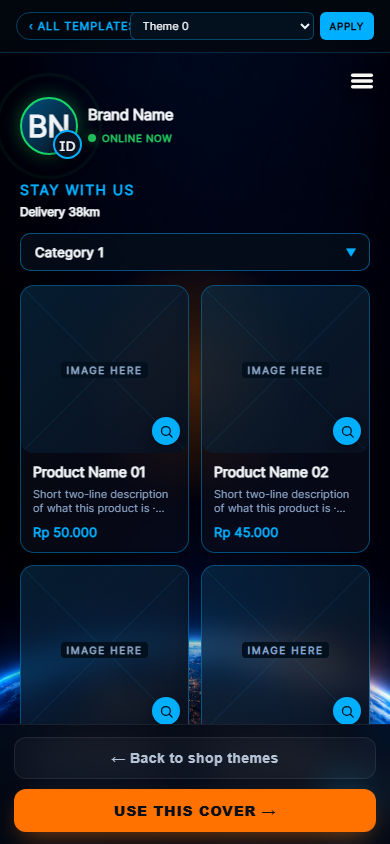 ‹ ALL TEMPLATES
Theme 0
APPLY
BN
ID
Brand Name
ONLINE NOW
STAY WITH US
Delivery 38km
Category 1
IMAGE HERE
IMAGE HERE
Product Name 01
Product Name 02
Short two-line description
of what this product is -...
Short two-line description
of what this product is -...
Rp 50.000
Rp 45.000
IMAGE HERE
IMAGE HERE
← Back to shop themes
USE THIS COVER →